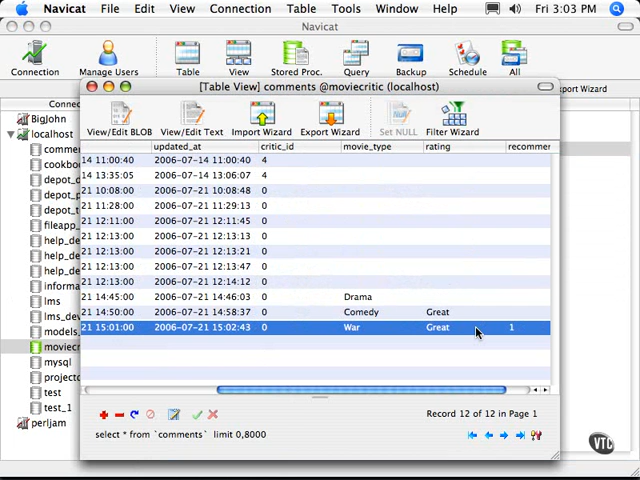 Navicat File Edit View Connection Table Tools Window Help Fri 3:03 PM
Navicat
Connection Manage Users Table View Stored Proc. Query Backup Schedule All
[Table View] comments @moviecritic (localhost)
View/Edit BLOB View/Edit Text Import Wizard Export Wizard Set NULL Filter Wizard
port Wizard
Connec
updated_at critic_id movie_type rating recommen
BigJohn
14 11:00:40 2006-07-14 11:00:40 4
localhost
14 13:35:05 2006-07-14 13:06:07 4
comme
21 10:08:00 2006-07-21 10:08:48 0
cookbo
21 11:28:00 2006-07-21 11:29:13 0
depot_d
21 12:11:00 2006-07-21 12:11:45 0
depot_p
21 12:13:00 2006-07-21 12:13:13 0
depot_t
21 12:13:00 2006-07-21 12:13:21 0
fileapp_
21 12:13:00 2006-07-21 12:13:47 0
help_de
21 12:13:00 2006-07-21 12:14:12 0
help_de
21 14:45:00 2006-07-21 14:46:03 0 Drama
help_de
21 14:50:00 2006-07-21 14:58:37 0 Comedy Great
informa
21 15:01:00 2006-07-21 15:02:43 0 War Great 1
lms
lms_dev
models_
moviecr
mysql
project
test
test_1
perljam
Record 12 of 12 in Page 1
select * from `comments` limit 0,8000
VTC